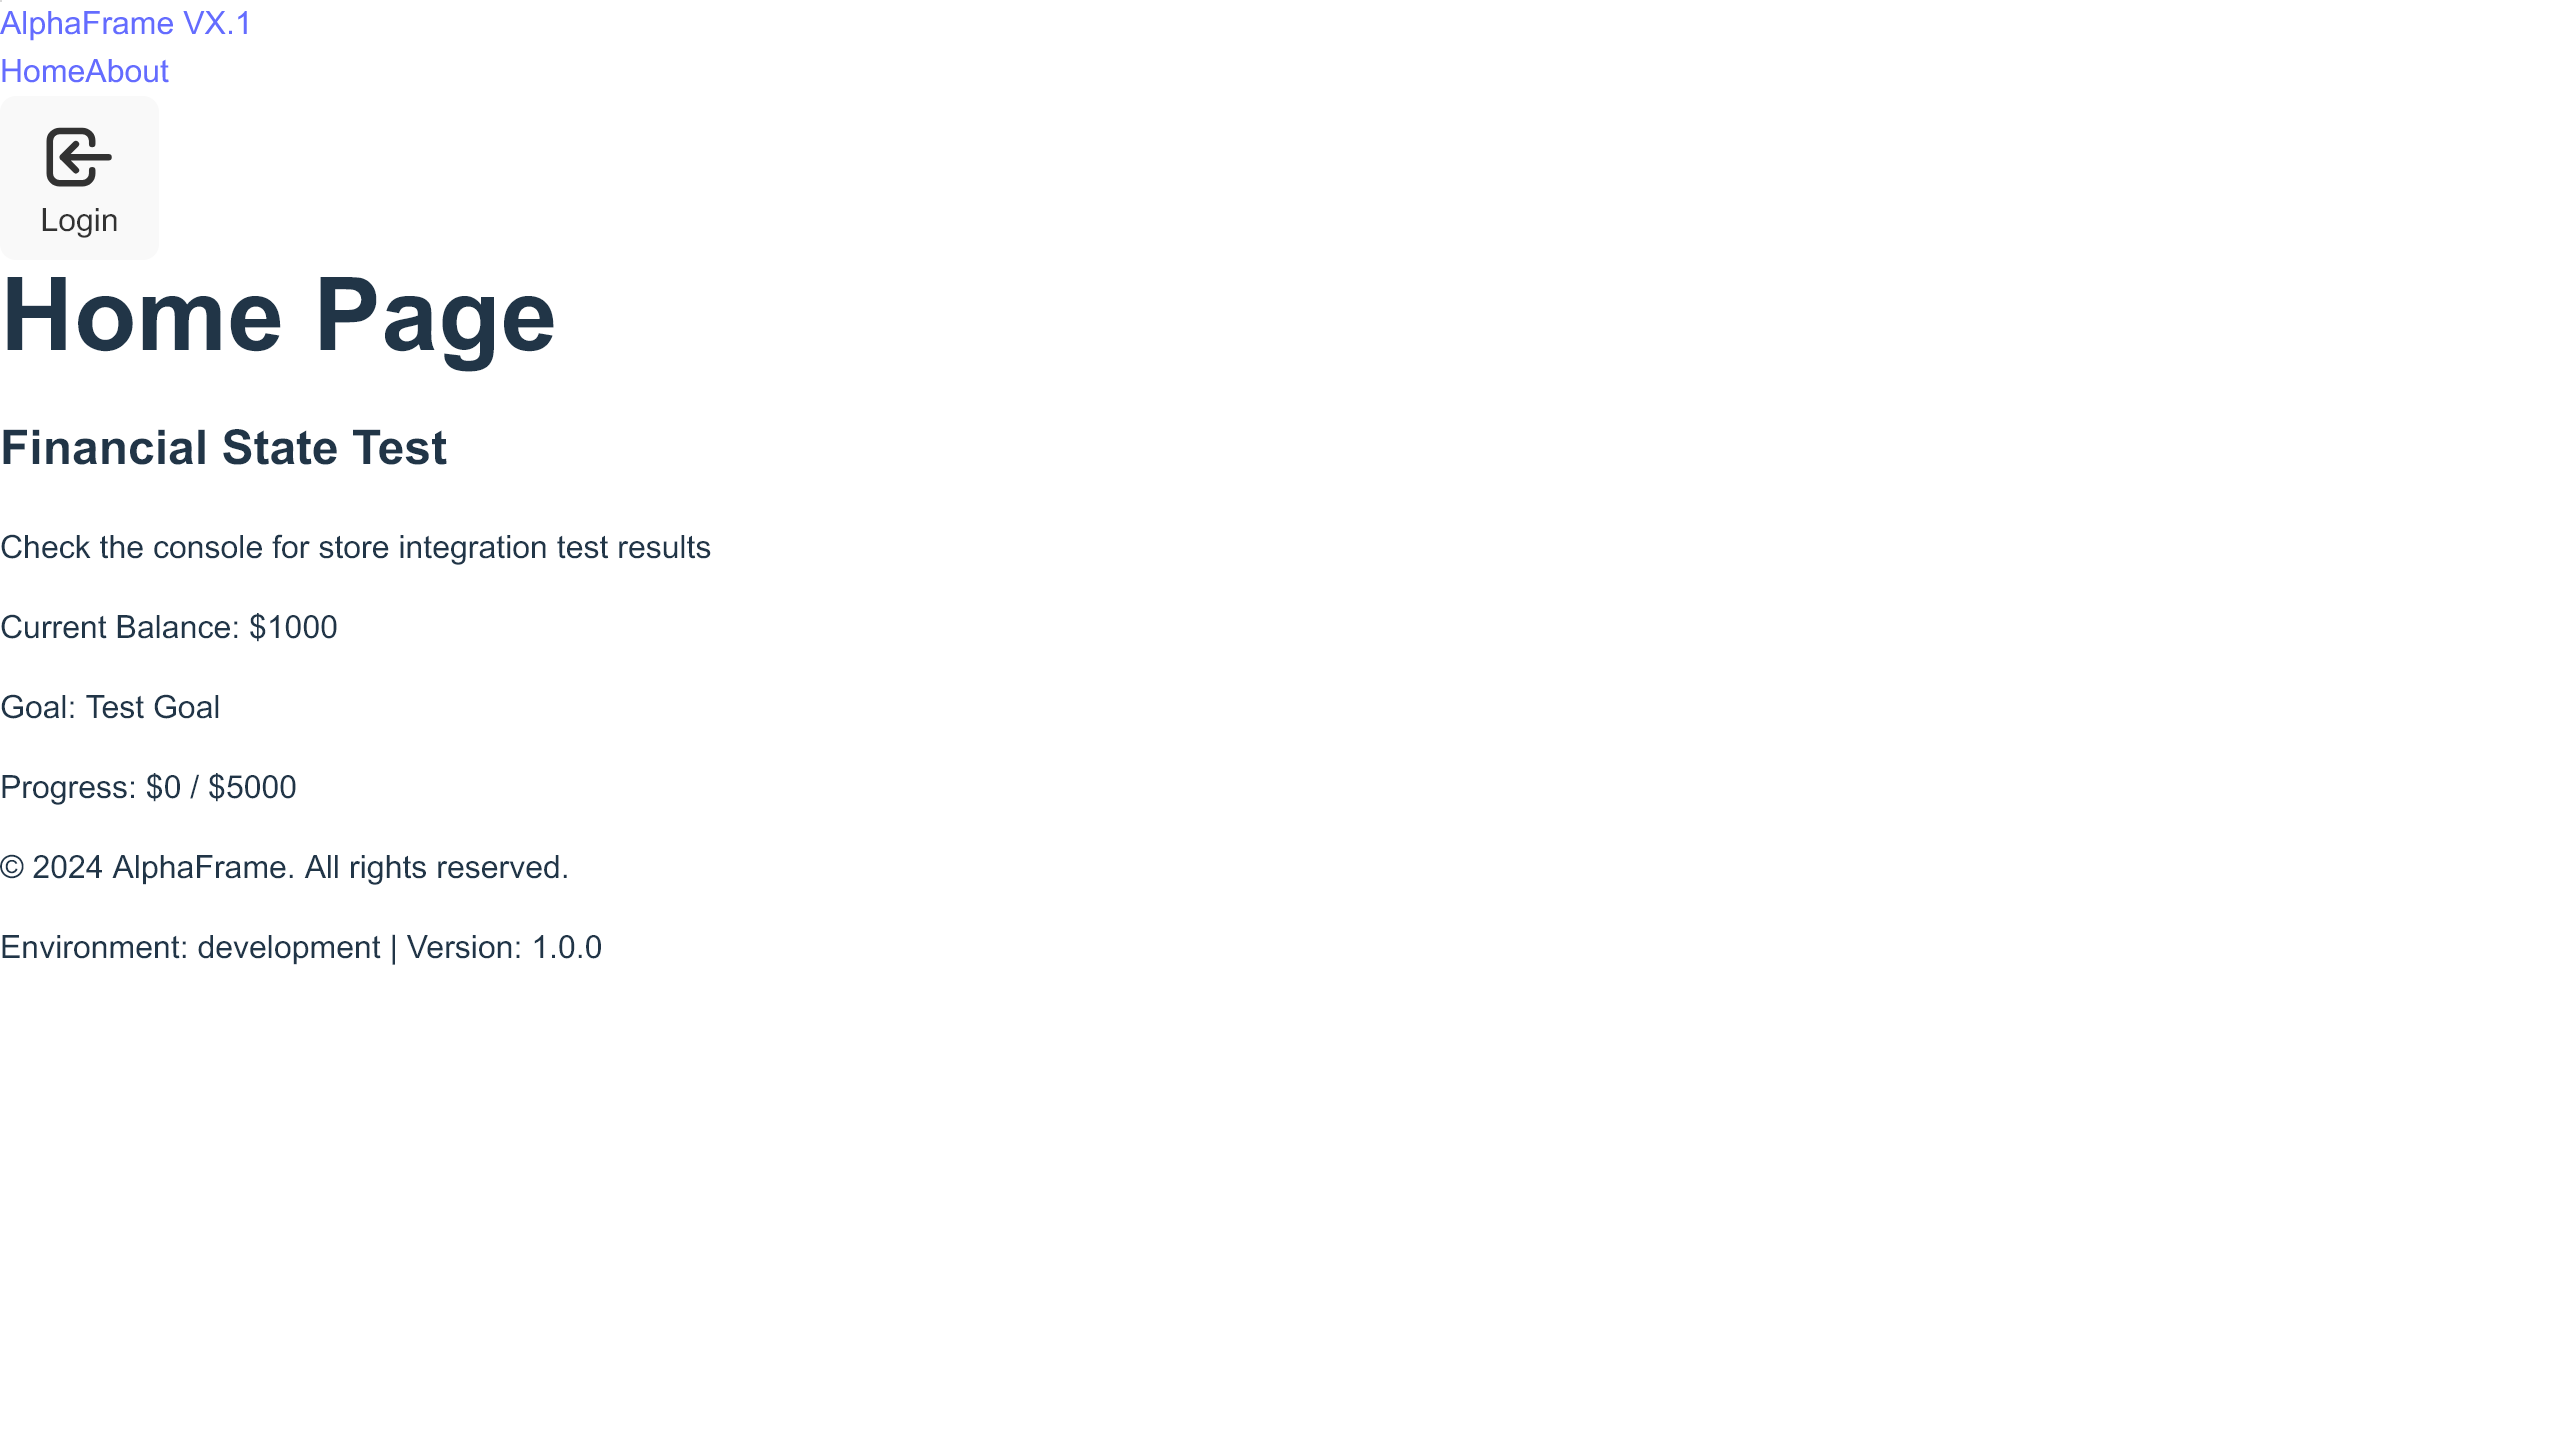 AlphaFrame VX.1
HomeAbout
Login
Home Page
Financial State Test
Check the console for store integration test results
Current Balance: $1000
Goal: Test Goal
Progress: $0 / $5000
© 2024 AlphaFrame. All rights reserved.
Environment: development | Version: 1.0.0